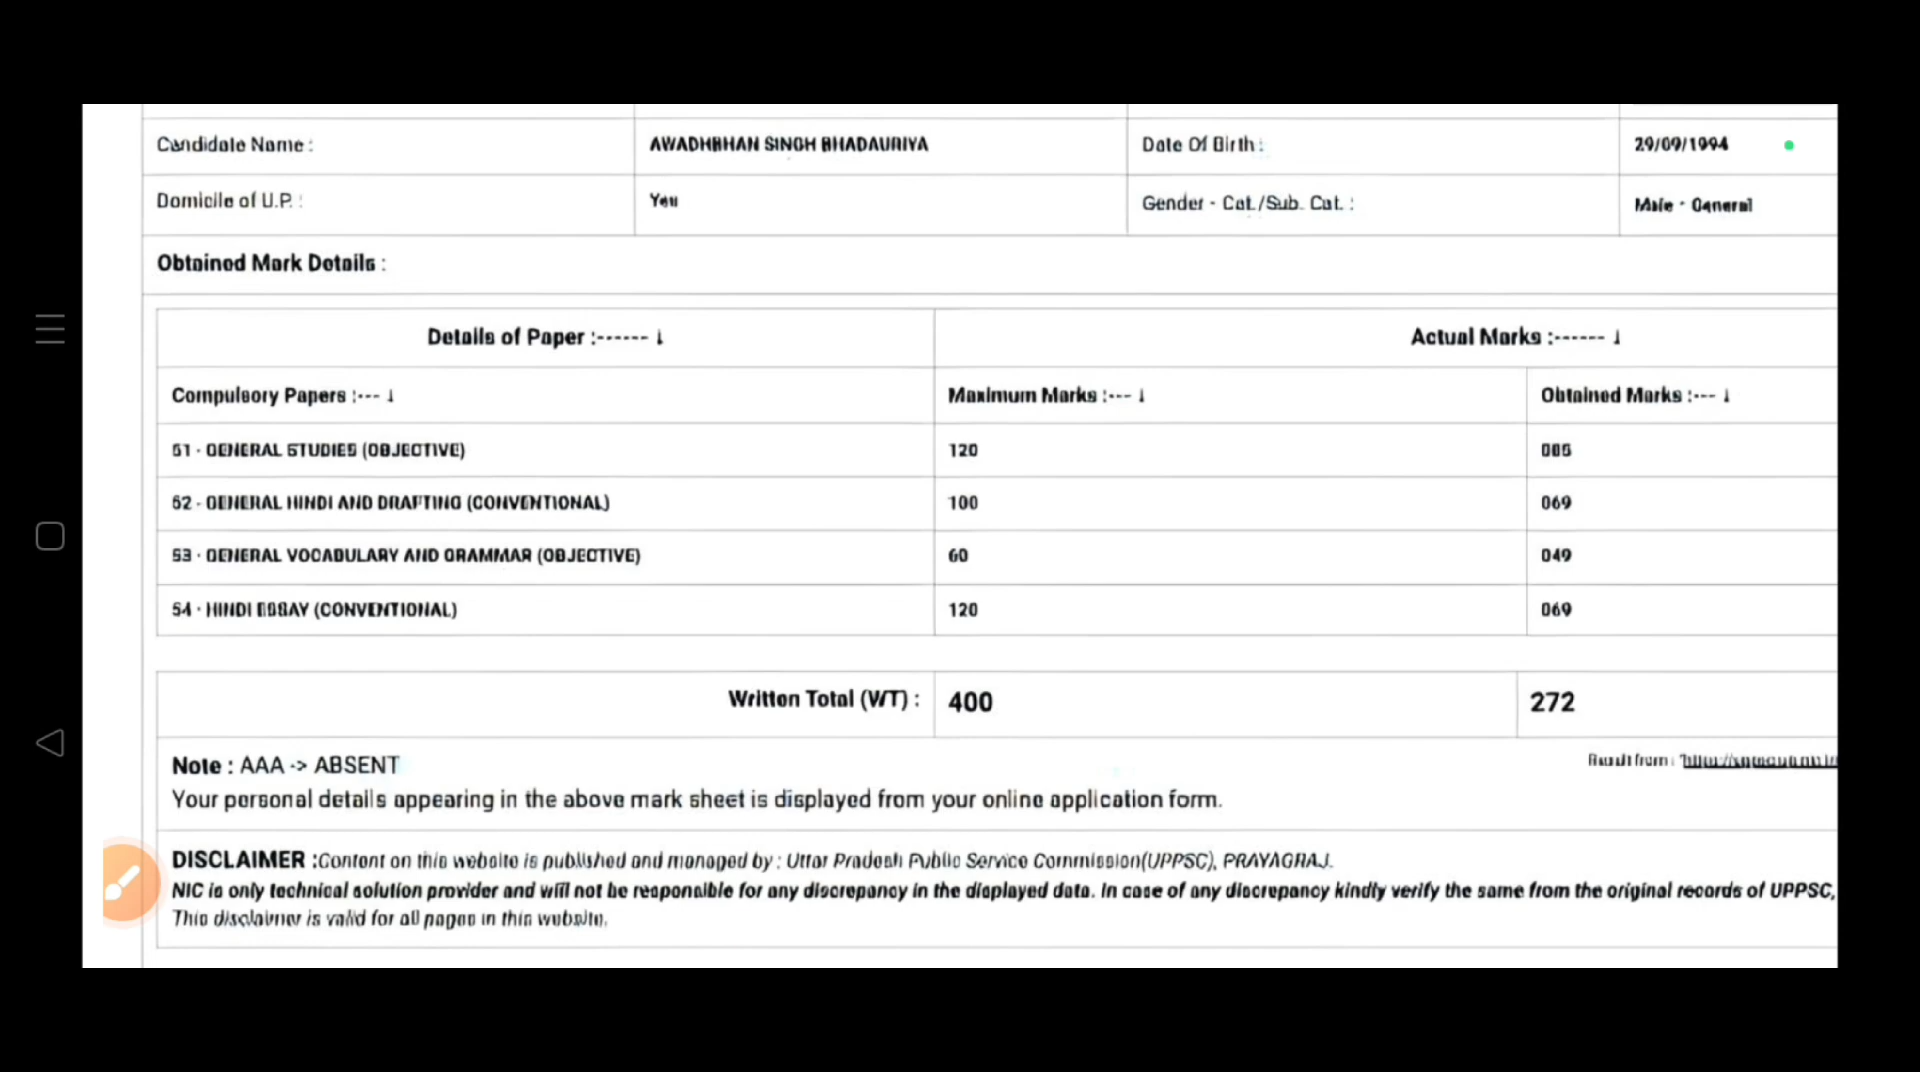 Candidate Name : AWADHBHAN SINGH BHADAURIYA Date Of Birth : 29/09/1994
Domicile of U.P. : Yes Gender - Cat./Sub. Cat. : Male - General
Obtained Mark Details :
Details of Paper :------ ↓ Actual Marks :------ ↓
Compulsory Papers :--- ↓ Maximum Marks :--- ↓ Obtained Marks :--- ↓
51 - GENERAL STUDIES (OBJECTIVE) 120 085
52 - GENERAL HINDI AND DRAFTING (CONVENTIONAL) 100 069
53 - GENERAL VOCABULARY AND GRAMMAR (OBJECTIVE) 60 049
54 - HINDI ESSAY (CONVENTIONAL) 120 069
Written Total (WT) : 400 272
Note : AAA -> ABSENT Result from :
Your personal details appearing in the above mark sheet is displayed from your online application form.
DISCLAIMER :Content on this website is published and managed by : Uttar Pradesh Public Service Commission(UPPSC), PRAYAGRAJ.
NIC is only technical solution provider and will not be responsible for any discrepancy in the displayed data. In case of any discrepancy kindly verify the same from the original records of UPPSC,
This disclaimer is valid for all pages in this website.